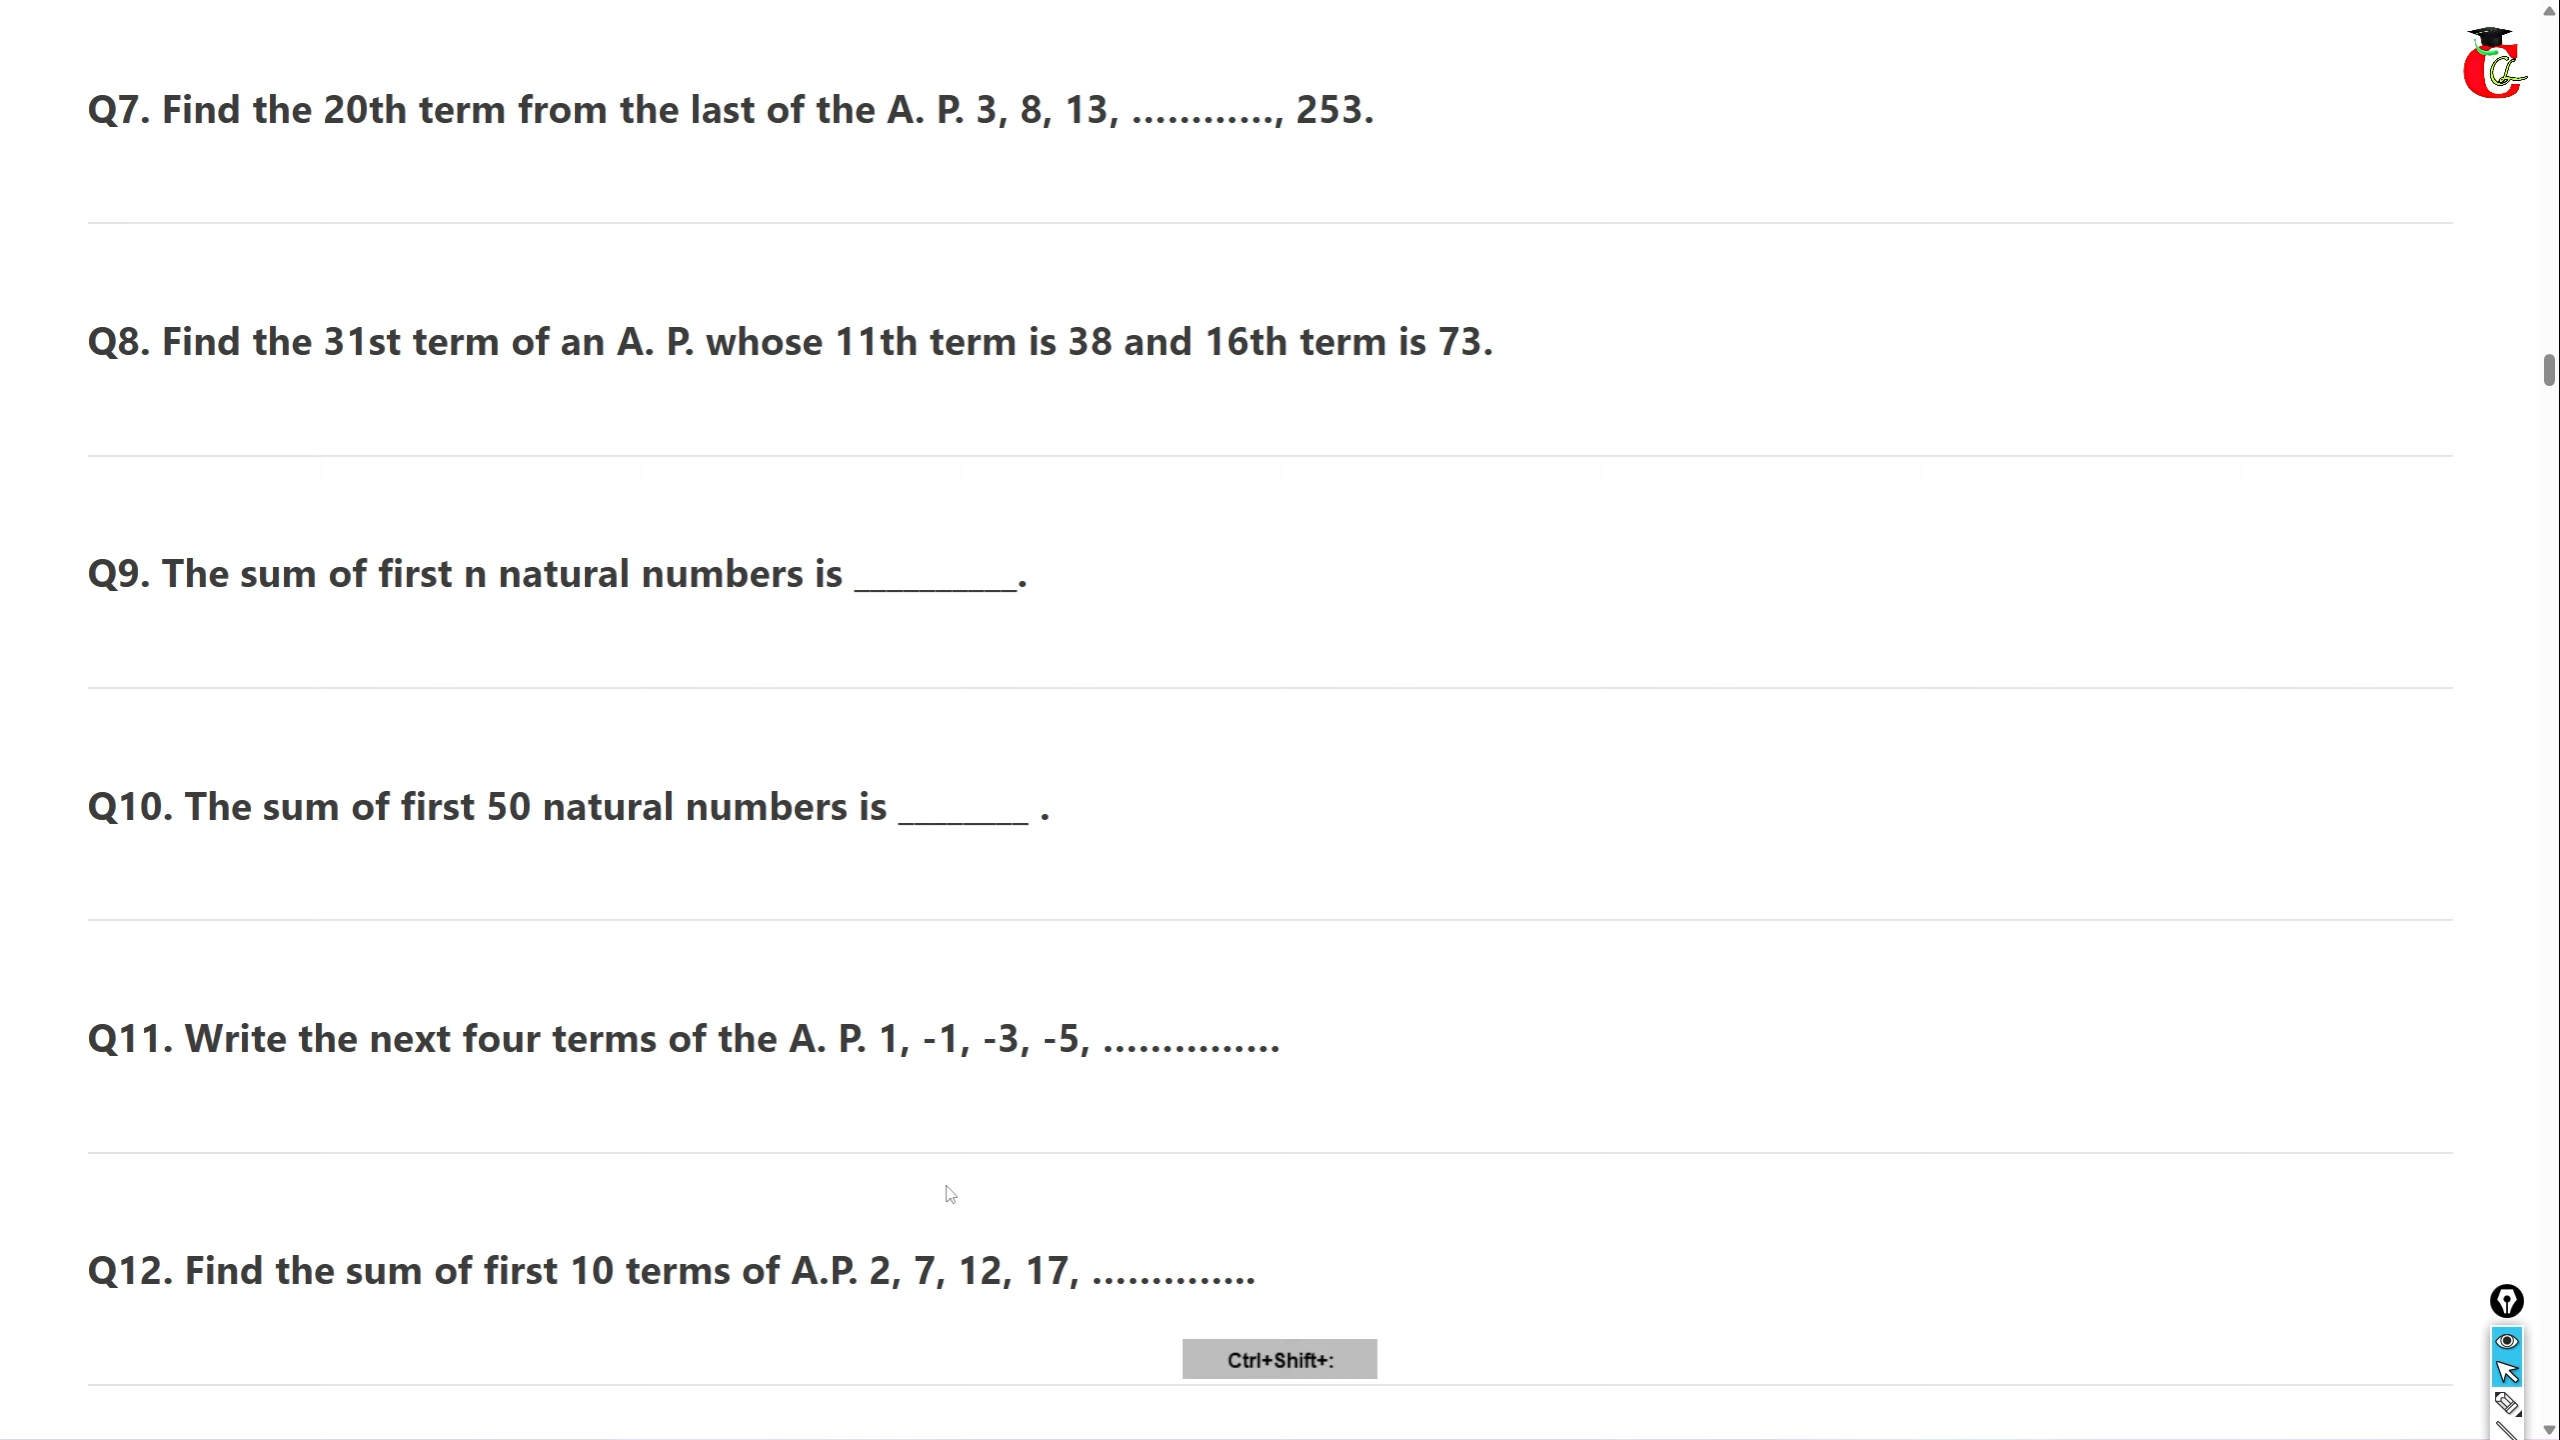 Q7. Find the 20th term from the last of the A. P. 3, 8, 13, ............, 253.
Q8. Find the 31st term of an A. P. whose 11th term is 38 and 16th term is 73.
Q9. The sum of first n natural numbers is __________.
Q10. The sum of first 50 natural numbers is ________ .
Q11. Write the next four terms of the A. P. 1, -1, -3, -5, ...............
Q12. Find the sum of first 10 terms of A.P. 2, 7, 12, 17, ..............
Ctrl+Shift+: